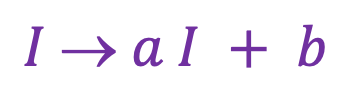 I → a I + b